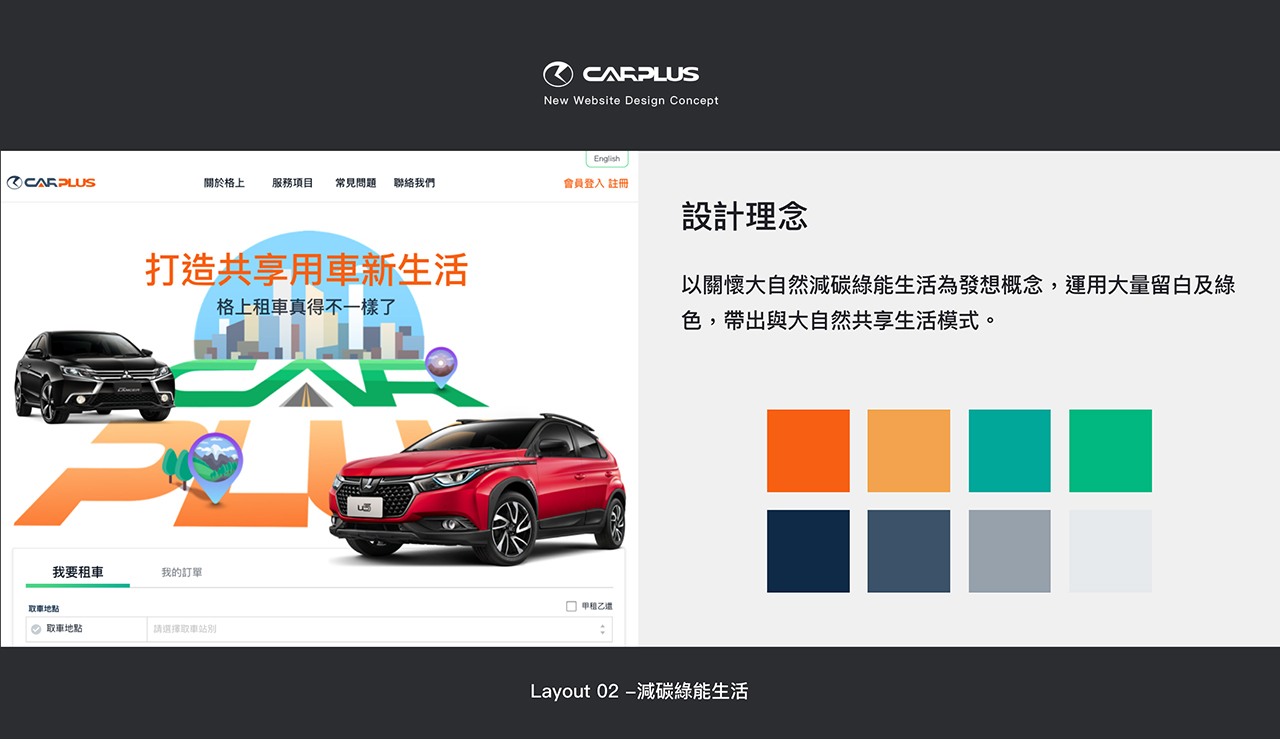 CARPLUS
New Website Design Concept
English
CARPLUS
關於格上 服務項目 常見問題 聯絡我們
會員登入 註冊
打造共享用車新生活
格上租車真得不一樣了
CAR
PLU
LANCER
U5
我要租車 我的訂單
取車地點
甲租乙還
取車地點 請選擇取車站別
設計理念
以關懷大自然減碳綠能生活為發想概念，運用大量留白及綠
色，帶出與大自然共享生活模式。
Layout 02 –減碳綠能生活